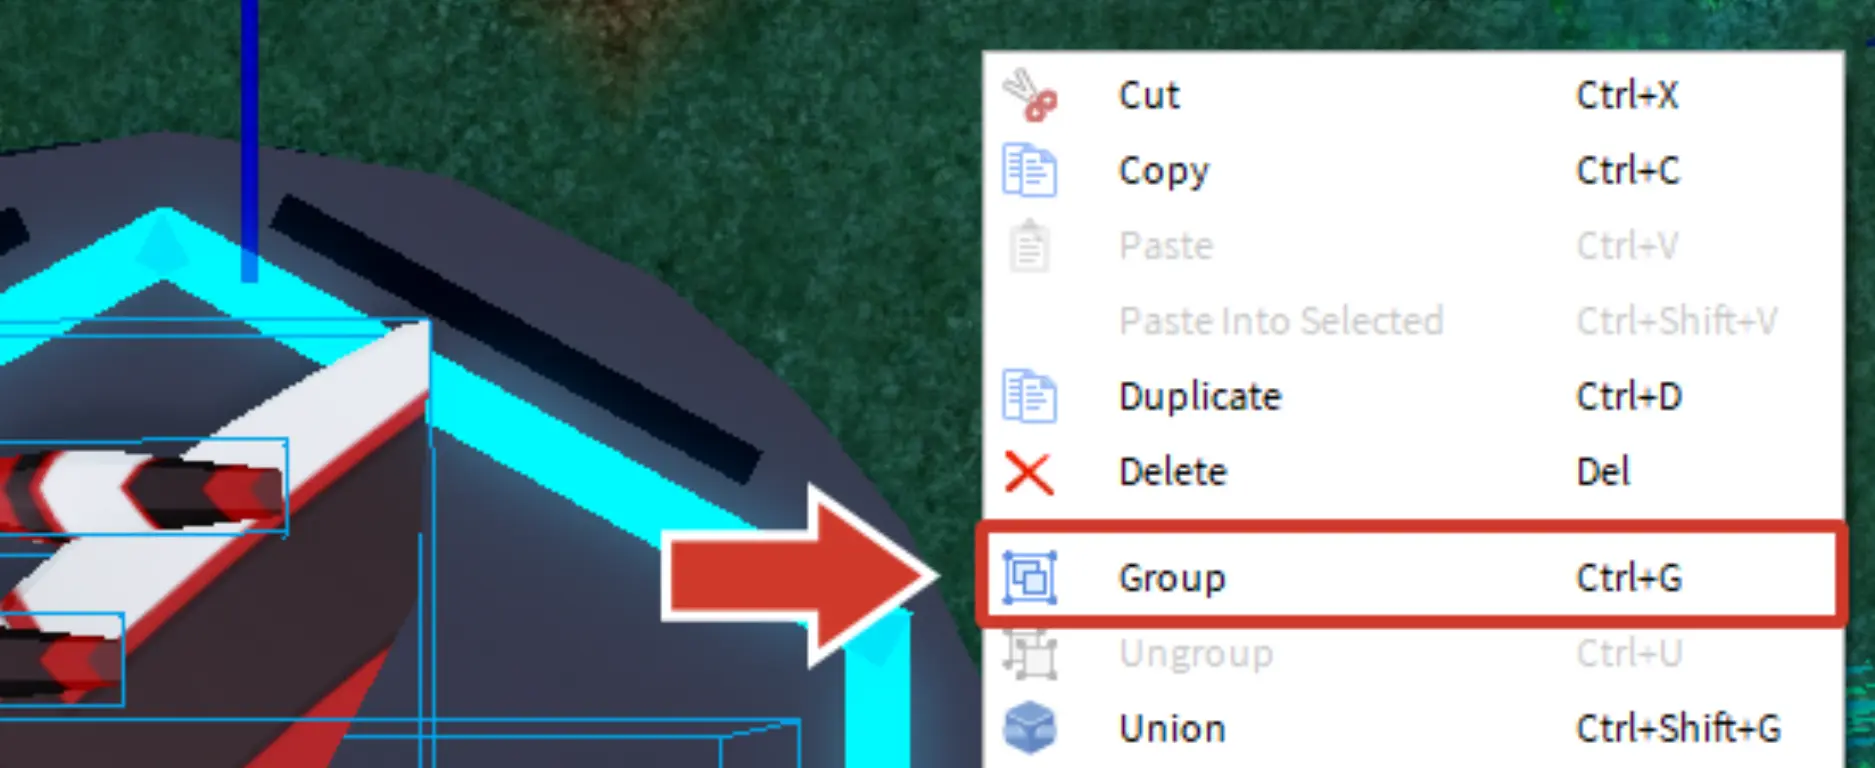 Cut Ctrl+X
Copy Ctrl+C
Paste Ctrl+V
Paste Into Selected Ctrl+Shift+V
Duplicate Ctrl+D
Delete Del
Group Ctrl+G
Ungroup Ctrl+U
Union Ctrl+Shift+G